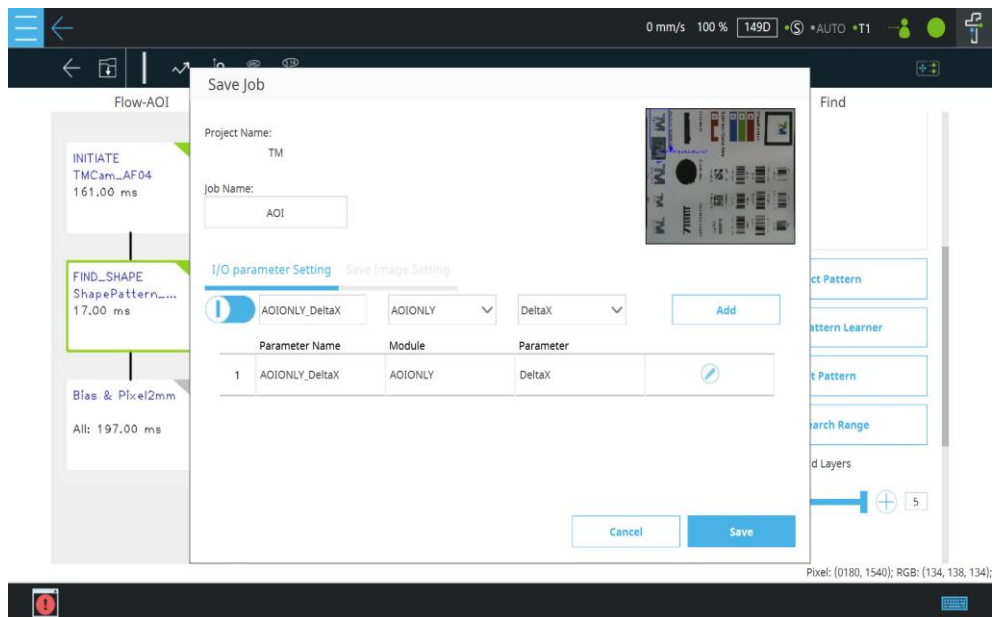 0 mm/s 100 % 149D S AUTO T1
Flow-AOI
Find
Save Job
INITIATE
TMCam_AF04
161.00 ms
FIND_SHAPE
ShapePattern_...
17.00 ms
Bias & Pixel2mm
All: 197.00 ms
Project Name:
TM
Job Name:
AOI
I/O parameter Setting Save Image Setting
AOIONLY_DeltaX AOIONLY DeltaX Add
Parameter Name Module Parameter
1 AOIONLY_DeltaX AOIONLY DeltaX
Cancel Save
ct Pattern
attern Learner
t Pattern
arch Range
d Layers
5
Pixel: (0180, 1540); RGB: (134, 138, 134);